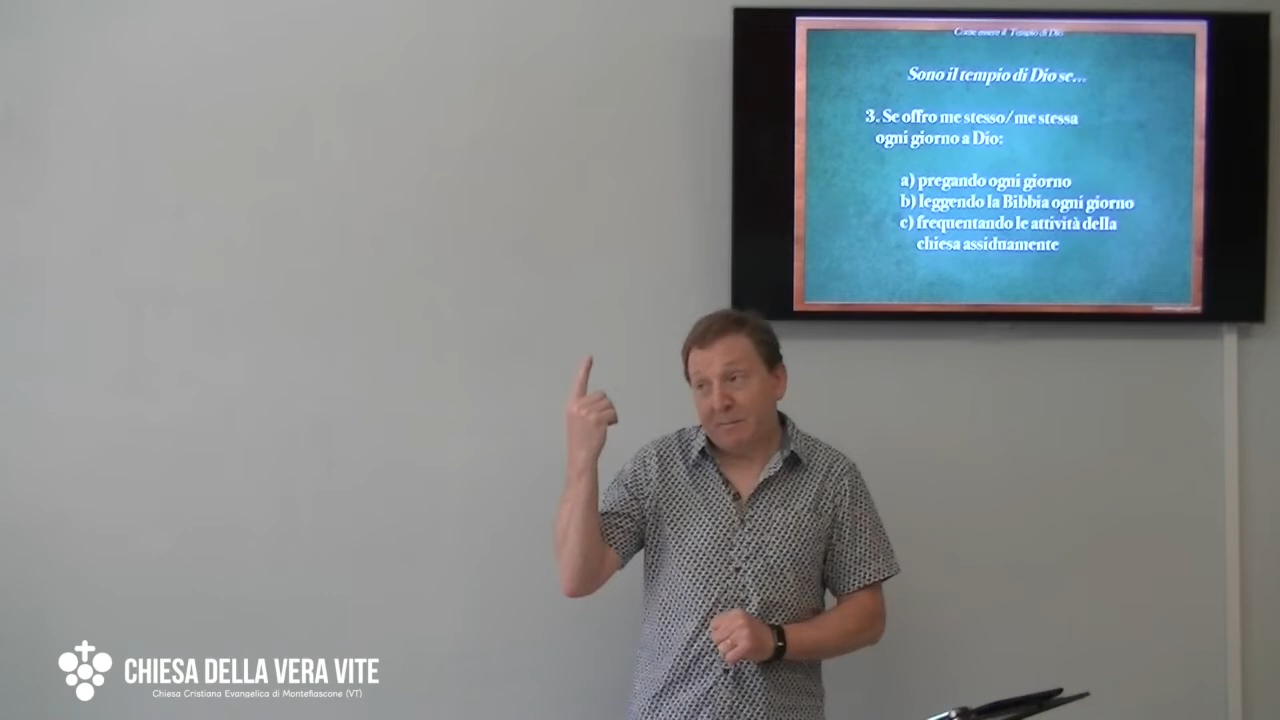 Come essere il Tempio di Dio
Sono il tempio di Dio se...
3. Se offro me stesso/me stessa
ogni giorno a Dio:
a) pregando ogni giorno
b) leggendo la Bibbia ogni giorno
c) frequentando le attività della
chiesa assiduamente
CHIESA DELLA VERA VITE
Chiesa Cristiana Evangelica di Montefiascone (VT)